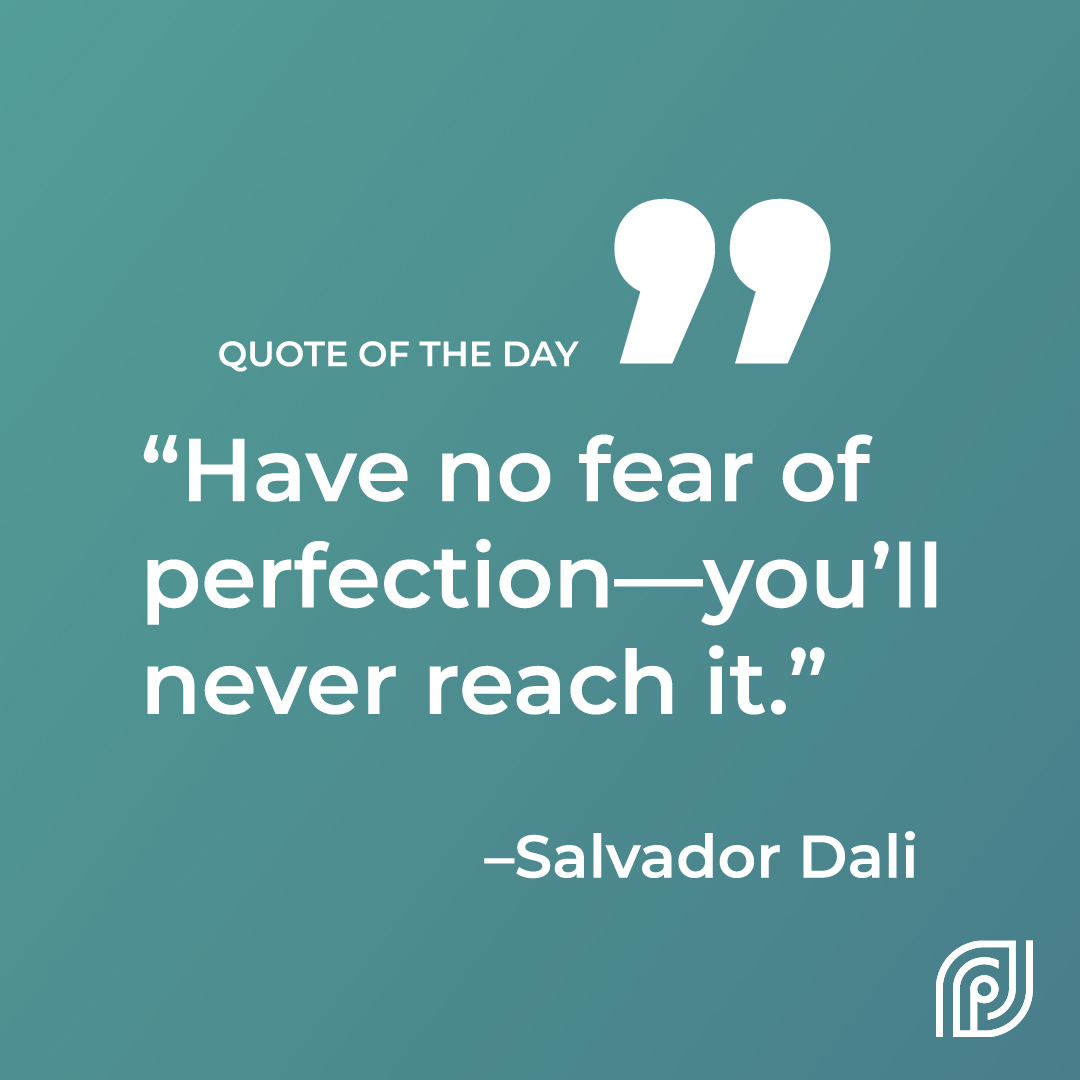 QUOTE OF THE DAY
“Have no fear of
perfection—you’ll
never reach it.”
–Salvador Dali